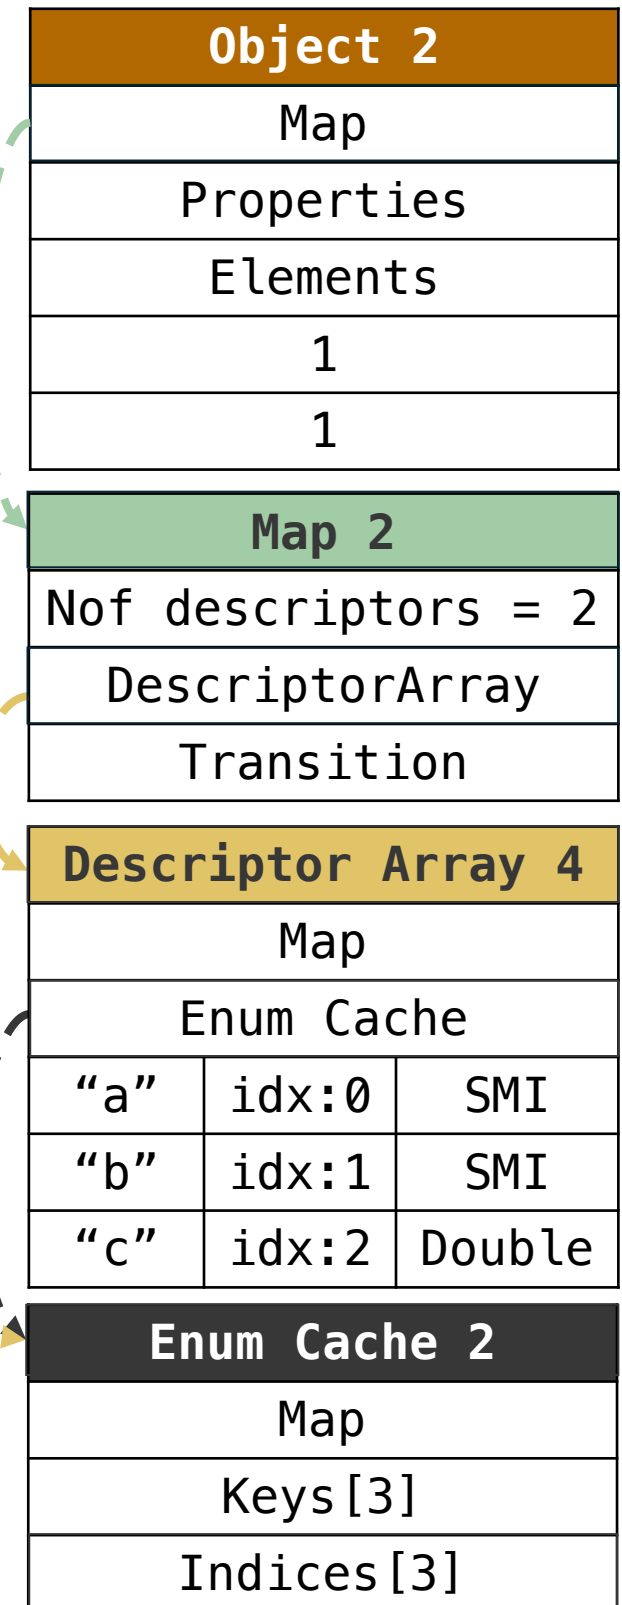 Object 2
Map
Properties
Elements
1
1
Map 2
Nof descriptors = 2
DescriptorArray
Transition
Descriptor Array 4
Map
Enum Cache
“a” idx:0 SMI
“b” idx:1 SMI
“c” idx:2 Double
Enum Cache 2
Map
Keys[3]
Indices[3]